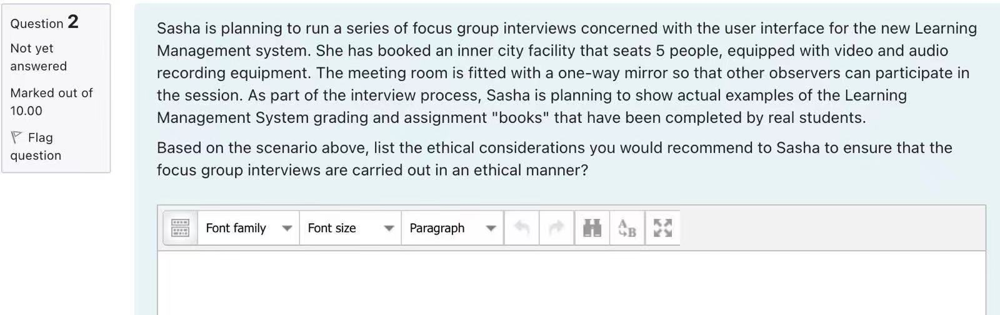 Question 2
Not yet
answered
Marked out of
10.00
Flag
question
Sasha is planning to run a series of focus group interviews concerned with the user interface for the new Learning
Management system. She has booked an inner city facility that seats 5 people, equipped with video and audio
recording equipment. The meeting room is fitted with a one-way mirror so that other observers can participate in
the session. As part of the interview process, Sasha is planning to show actual examples of the Learning
Management System grading and assignment "books" that have been completed by real students.
Based on the scenario above, list the ethical considerations you would recommend to Sasha to ensure that the
focus group interviews are carried out in an ethical manner?
Font family Font size Paragraph A B